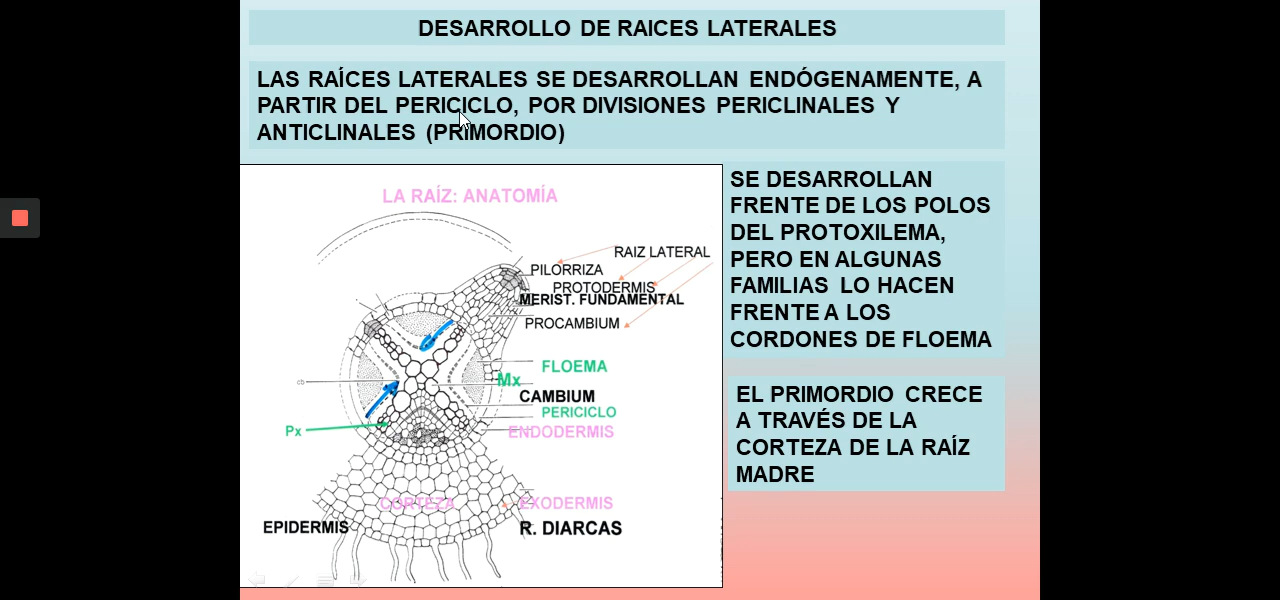 DESARROLLO DE RAICES LATERALES
LAS RAÍCES LATERALES SE DESARROLLAN ENDÓGENAMENTE, A
PARTIR DEL PERICICLO, POR DIVISIONES PERICLINALES Y
ANTICLINALES (PRIMORDIO)
LA RAÍZ: ANATOMÍA
RAIZ LATERAL
PILORRIZA
PROTODERMIS
MERIST. FUNDAMENTAL
PROCAMBIUM
FLOEMA
Mx
cb
CAMBIUM
PERICICLO
Px
ENDODERMIS
CORTEZA
EXODERMIS
EPIDERMIS
R. DIARCAS
SE DESARROLLAN
FRENTE DE LOS POLOS
DEL PROTOXILEMA,
PERO EN ALGUNAS
FAMILIAS LO HACEN
FRENTE A LOS
CORDONES DE FLOEMA
EL PRIMORDIO CRECE
A TRAVÉS DE LA
CORTEZA DE LA RAÍZ
MADRE